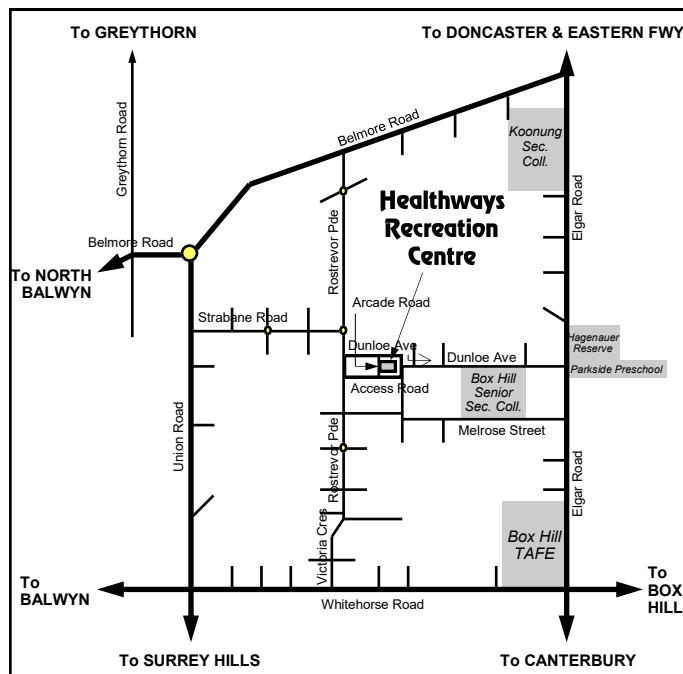 To GREYTHORN
To DONCASTER & EASTERN FWY
Greythorn Road
Belmore Road
Koonung
Sec.
Coll.
Elgar Road
Healthways
Recreation
Centre
Rostrevor Pde
Belmore Road
To NORTH
BALWYN
Strabane Road
Arcade Road
Hagenauer
Reserve
Dunloe Ave
Dunloe Ave
Parkside Preschool
Access Road
Box Hill
Senior
Sec. Coll.
Union Road
Rostrevor Pde
Melrose Street
Elgar Road
Victoria Cres
Box Hill
TAFE
To
BALWYN
Whitehorse Road
To
BOX
HILL
To SURREY HILLS
To CANTERBURY